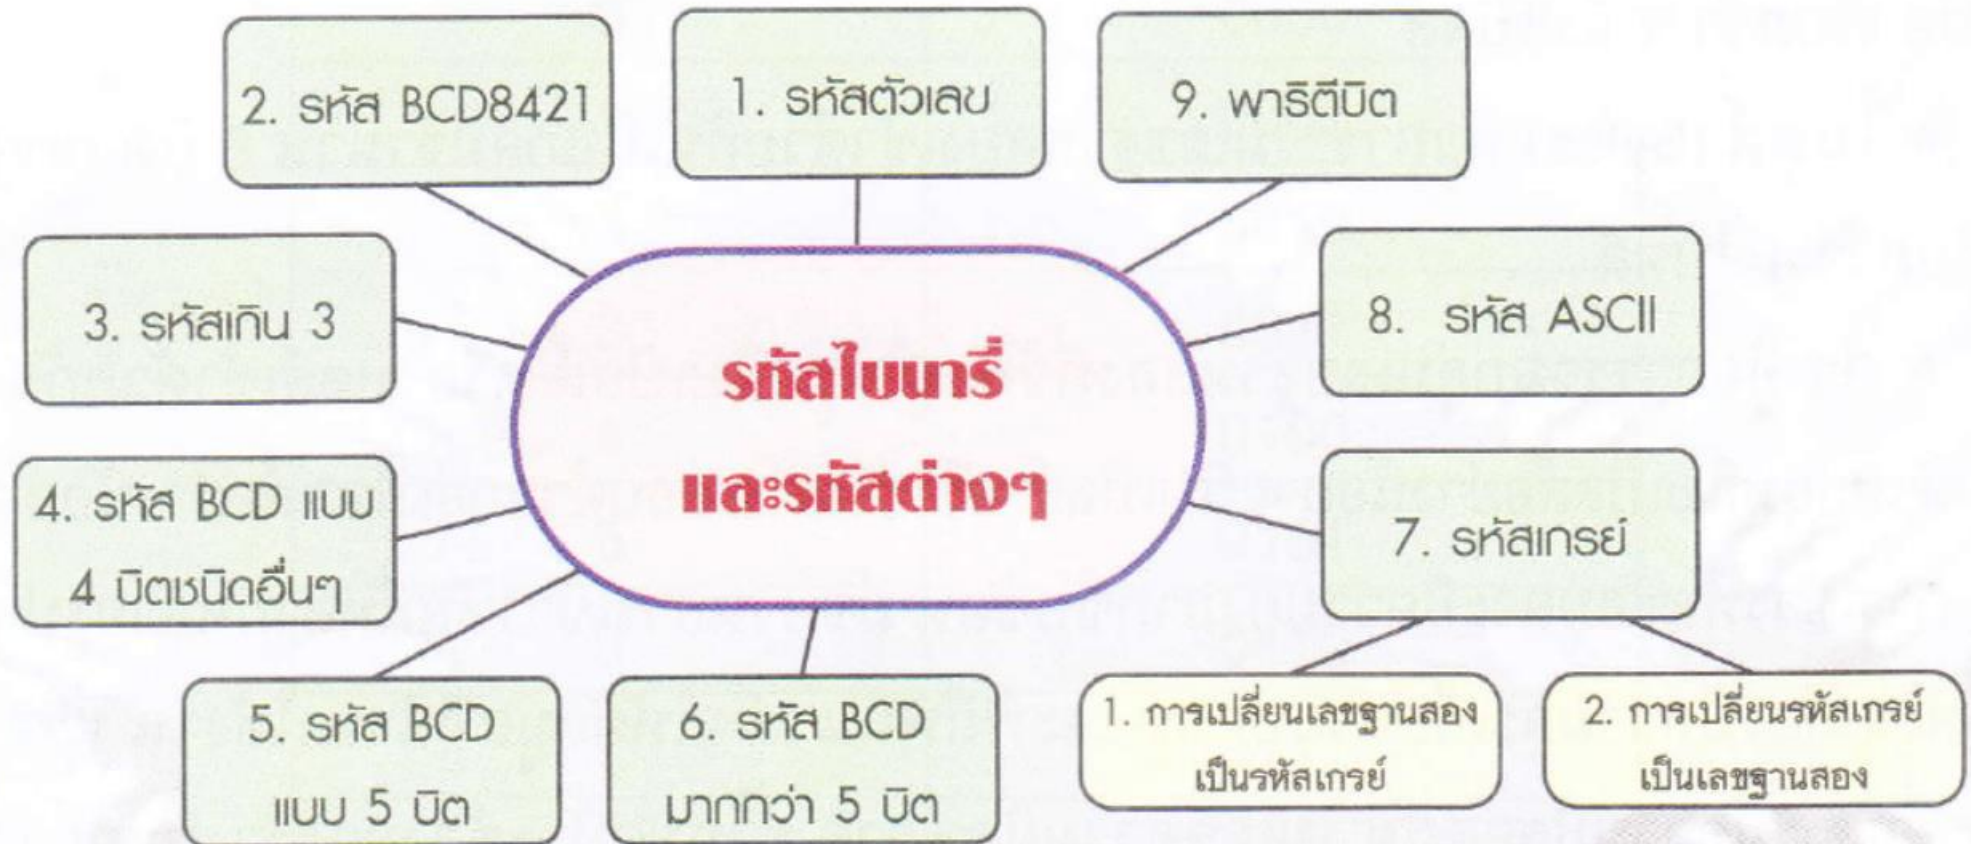 รหัสไบนารี่
และรหัสต่างๆ
1. รหัสตัวเลข
2. รหัส BCD8421
3. รหัสเกิน 3
4. รหัส BCD แบบ
4 บิตชนิดอื่นๆ
5. รหัส BCD
แบบ 5 บิต
6. รหัส BCD
มากกว่า 5 บิต
7. รหัสเกรย์
1. การเปลี่ยนเลขฐานสอง
เป็นรหัสเกรย์
2. การเปลี่ยนรหัสเกรย์
เป็นเลขฐานสอง
8. รหัส ASCII
9. พาริตีบิต